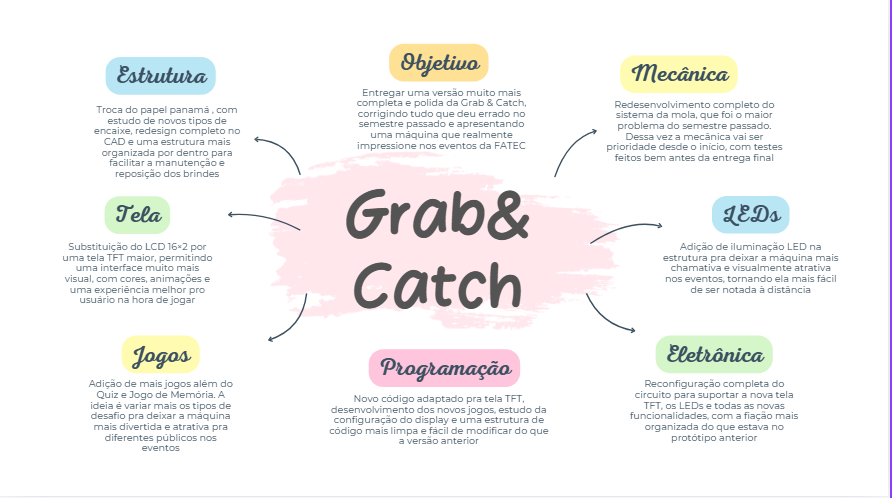 Estrutura
Troca do papel panamá , com
estudo de novos tipos de
encaixe, redesign completo no
CAD e uma estrutura mais
organizada por dentro para
facilitar a manutenção e
reposição dos brindes
Objetivo
Entregar uma versão muito mais
completa e polida da Grab & Catch,
corrigindo tudo que deu errado no
semestre passado e apresentando
uma máquina que realmente
impressione nos eventos da FATEC
Mecânica
Redesenvolvimento completo do
sistema da mola, que foi o maior
problema do semestre passado.
Dessa vez a mecânica vai ser
prioridade desde o início, com testes
feitos bem antes da entrega final
Grab&
Catch
Tela
Substituição do LCD 16×2 por
uma tela TFT maior, permitindo
uma interface muito mais
visual, com cores, animações e
uma experiência melhor pro
usuário na hora de jogar
LEDs
Adição de iluminação LED na
estrutura pra deixar a máquina mais
chamativa e visualmente atrativa
nos eventos, tornando ela mais fácil
de ser notada à distância
Jogos
Adição de mais jogos além do
Quiz e Jogo de Memória. A
ideia é variar mais os tipos de
desafio pra deixar a máquina
mais divertida e atrativa pra
diferentes públicos nos
eventos
Programação
Novo código adaptado pra tela TFT,
desenvolvimento dos novos jogos, estudo da
configuração do display e uma estrutura de
código mais limpa e fácil de modificar do que
a versão anterior
Eletrônica
Reconfiguração completa do
circuito para suportar a nova tela
TFT, os LEDs e todas as novas
funcionalidades, com a fiação mais
organizada do que estava no
protótipo anterior